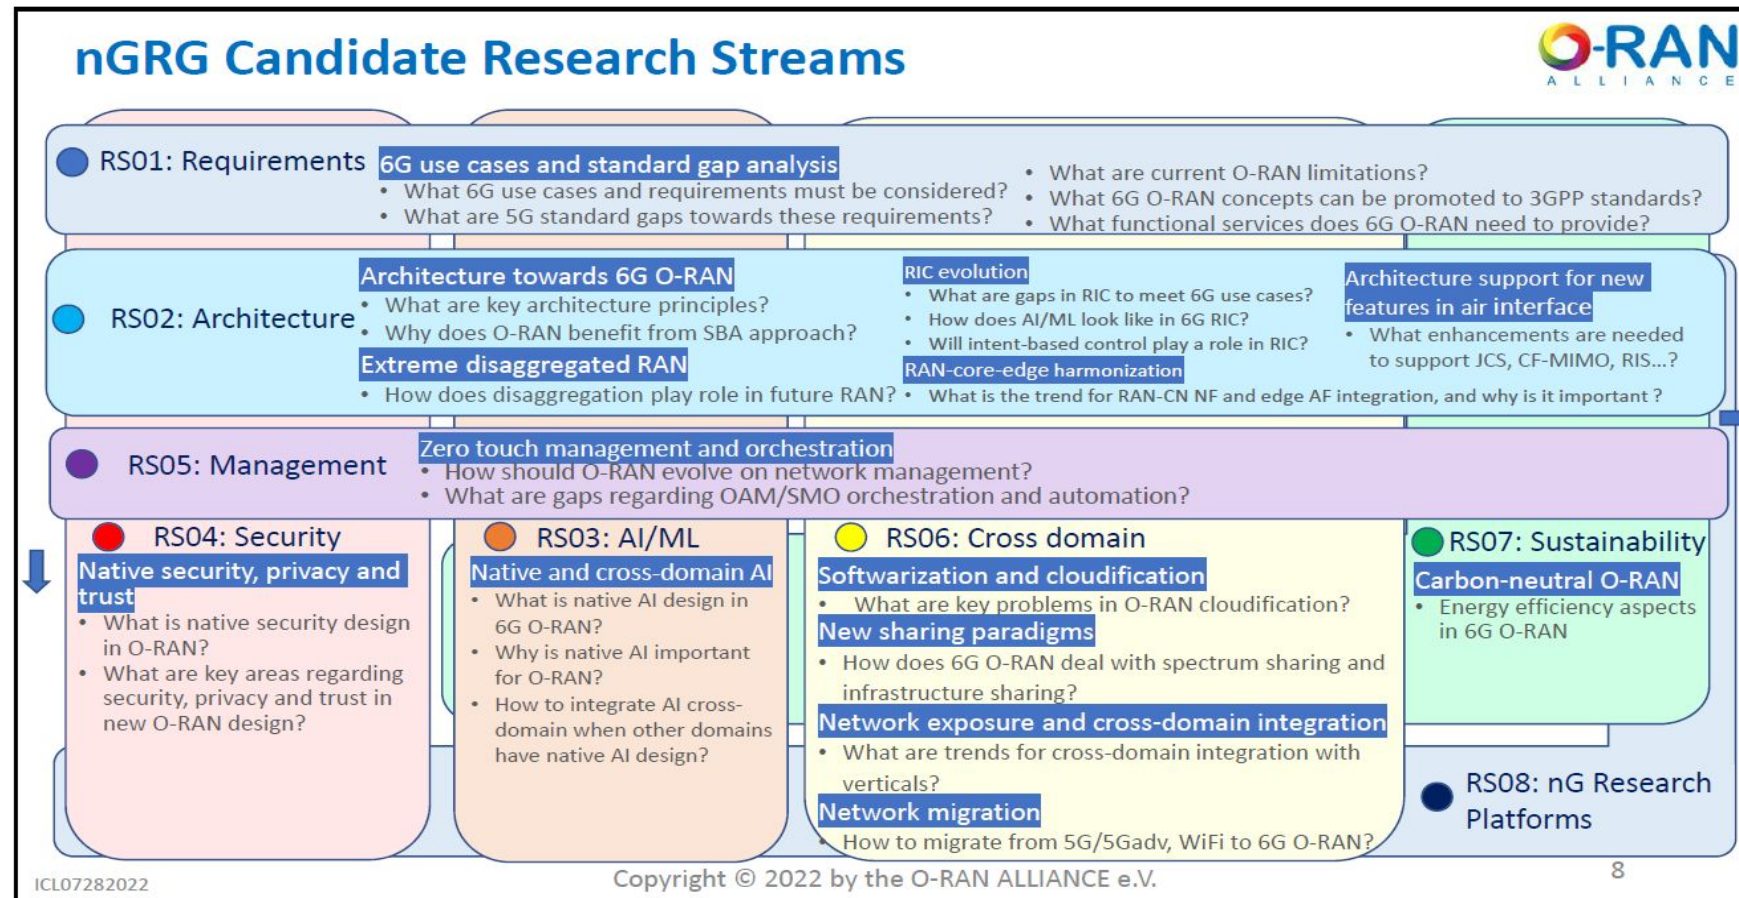 nGRG Candidate Research Streams
O-RAN
ALLIANCE
RS01: Requirements
6G use cases and standard gap analysis
• What 6G use cases and requirements must be considered?
• What are 5G standard gaps towards these requirements?
• What are current O-RAN limitations?
• What 6G O-RAN concepts can be promoted to 3GPP standards?
• What functional services does 6G O-RAN need to provide?
RS02: Architecture
Architecture towards 6G O-RAN
• What are key architecture principles?
• Why does O-RAN benefit from SBA approach?
Extreme disaggregated RAN
• How does disaggregation play role in future RAN?
RIC evolution
• What are gaps in RIC to meet 6G use cases?
• How does AI/ML look like in 6G RIC?
• Will intent-based control play a role in RIC?
RAN-core-edge harmonization
• What is the trend for RAN-CN NF and edge AF integration, and why is it important ?
Architecture support for new
features in air interface
• What enhancements are needed
to support JCS, CF-MIMO, RIS...?
RS05: Management
Zero touch management and orchestration
• How should O-RAN evolve on network management?
• What are gaps regarding OAM/SMO orchestration and automation?
RS04: Security
Native security, privacy and
trust
• What is native security design
in O-RAN?
• What are key areas regarding
security, privacy and trust in
new O-RAN design?
RS03: AI/ML
Native and cross-domain AI
• What is native AI design in
6G O-RAN?
• Why is native AI important
for O-RAN?
• How to integrate AI cross-
domain when other domains
have native AI design?
RS06: Cross domain
Softwarization and cloudification
• What are key problems in O-RAN cloudification?
New sharing paradigms
• How does 6G O-RAN deal with spectrum sharing and
infrastructure sharing?
Network exposure and cross-domain integration
• What are trends for cross-domain integration with
verticals?
Network migration
• How to migrate from 5G/5Gadv, WiFi to 6G O-RAN?
RS07: Sustainability
Carbon-neutral O-RAN
• Energy efficiency aspects
in 6G O-RAN
RS08: nG Research
Platforms
ICL07282022
Copyright © 2022 by the O-RAN ALLIANCE e.V.
8